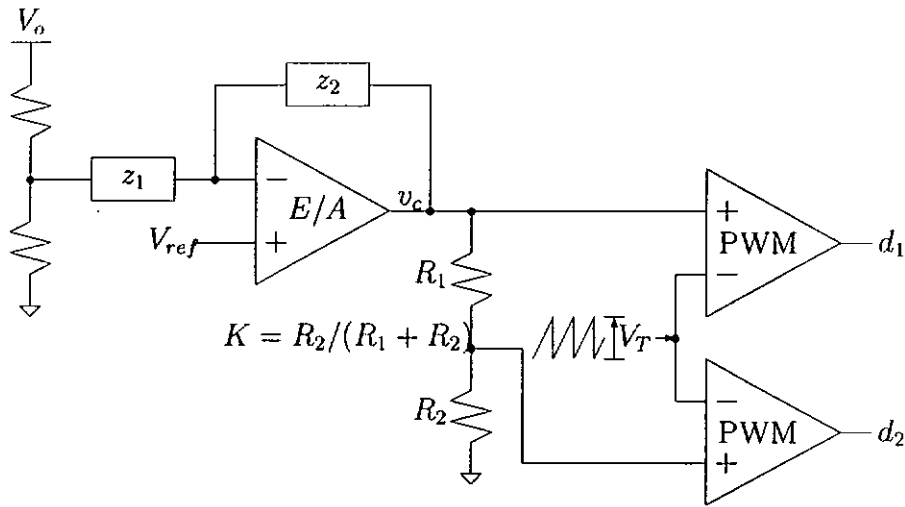 V_o
z_2
z_1
−
E/A
v_c
V_ref
+
+
PWM
−
d_1
R_1
K = R_2/(R_1 + R_2)
V_T
R_2
−
PWM
+
d_2